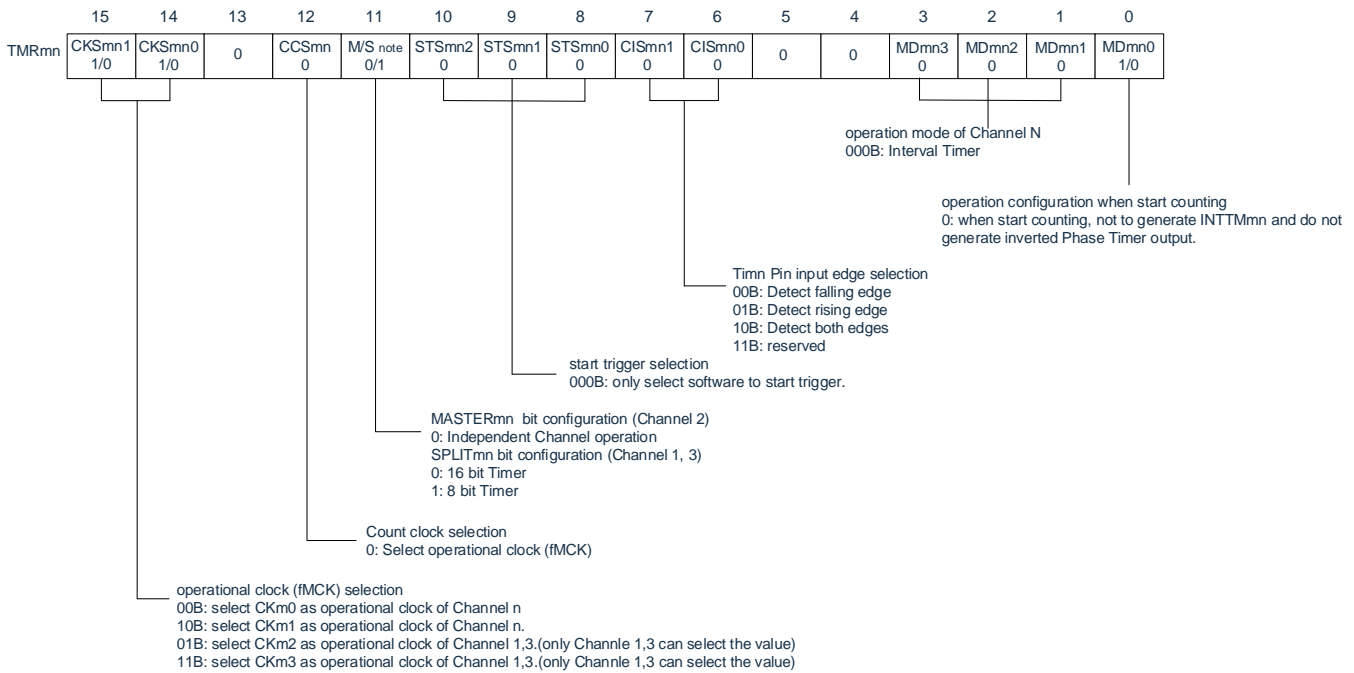 15 14 13 12 11 10 9 8 7 6 5 4 3 2 1 0
TMRmn CKSmn1 CKSmn0 0 CCSmn M/S note STSmn2 STSmn1 STSmn0 CISmn1 CISmn0 0 0 MDmn3 MDmn2 MDmn1 MDmn0
1/0 1/0 0 0/1 0 0 0 0 0 0 0 0 1/0
operation mode of Channel N
000B: Interval Timer
operation configuration when start counting
0: when start counting, not to generate INTTMmn and do not
generate inverted Phase Timer output.
Timn Pin input edge selection
00B: Detect falling edge
01B: Detect rising edge
10B: Detect both edges
11B: reserved
start trigger selection
000B: only select software to start trigger.
MASTERmn bit configuration (Channel 2)
0: Independent Channel operation
SPLITmn bit configuration (Channel 1, 3)
0: 16 bit Timer
1: 8 bit Timer
Count clock selection
0: Select operational clock (fMCK)
operational clock (fMCK) selection
00B: select CKm0 as operational clock of Channel n
10B: select CKm1 as operational clock of Channel n.
01B: select CKm2 as operational clock of Channel 1,3.(only Channle 1,3 can select the value)
11B: select CKm3 as operational clock of Channel 1,3.(only Channle 1,3 can select the value)